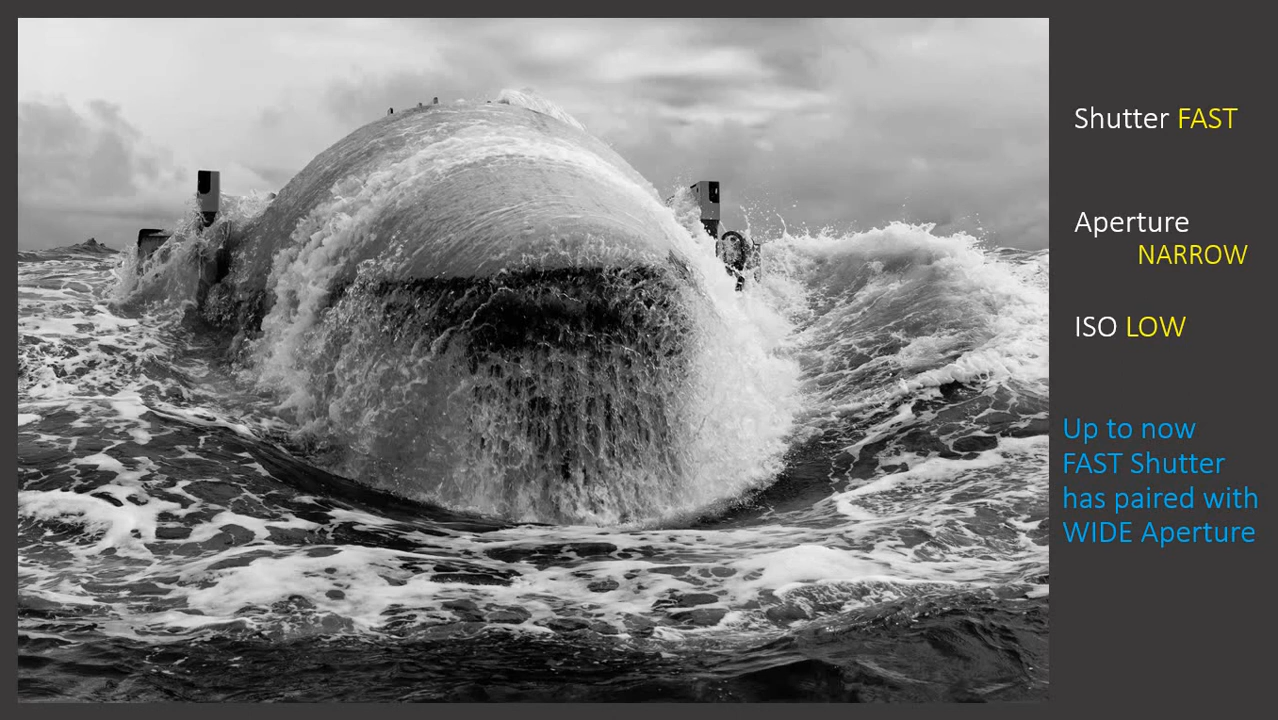 Shutter FAST
Aperture
NARROW
ISO LOW
Up to now
FAST Shutter
has paired with
WIDE Aperture